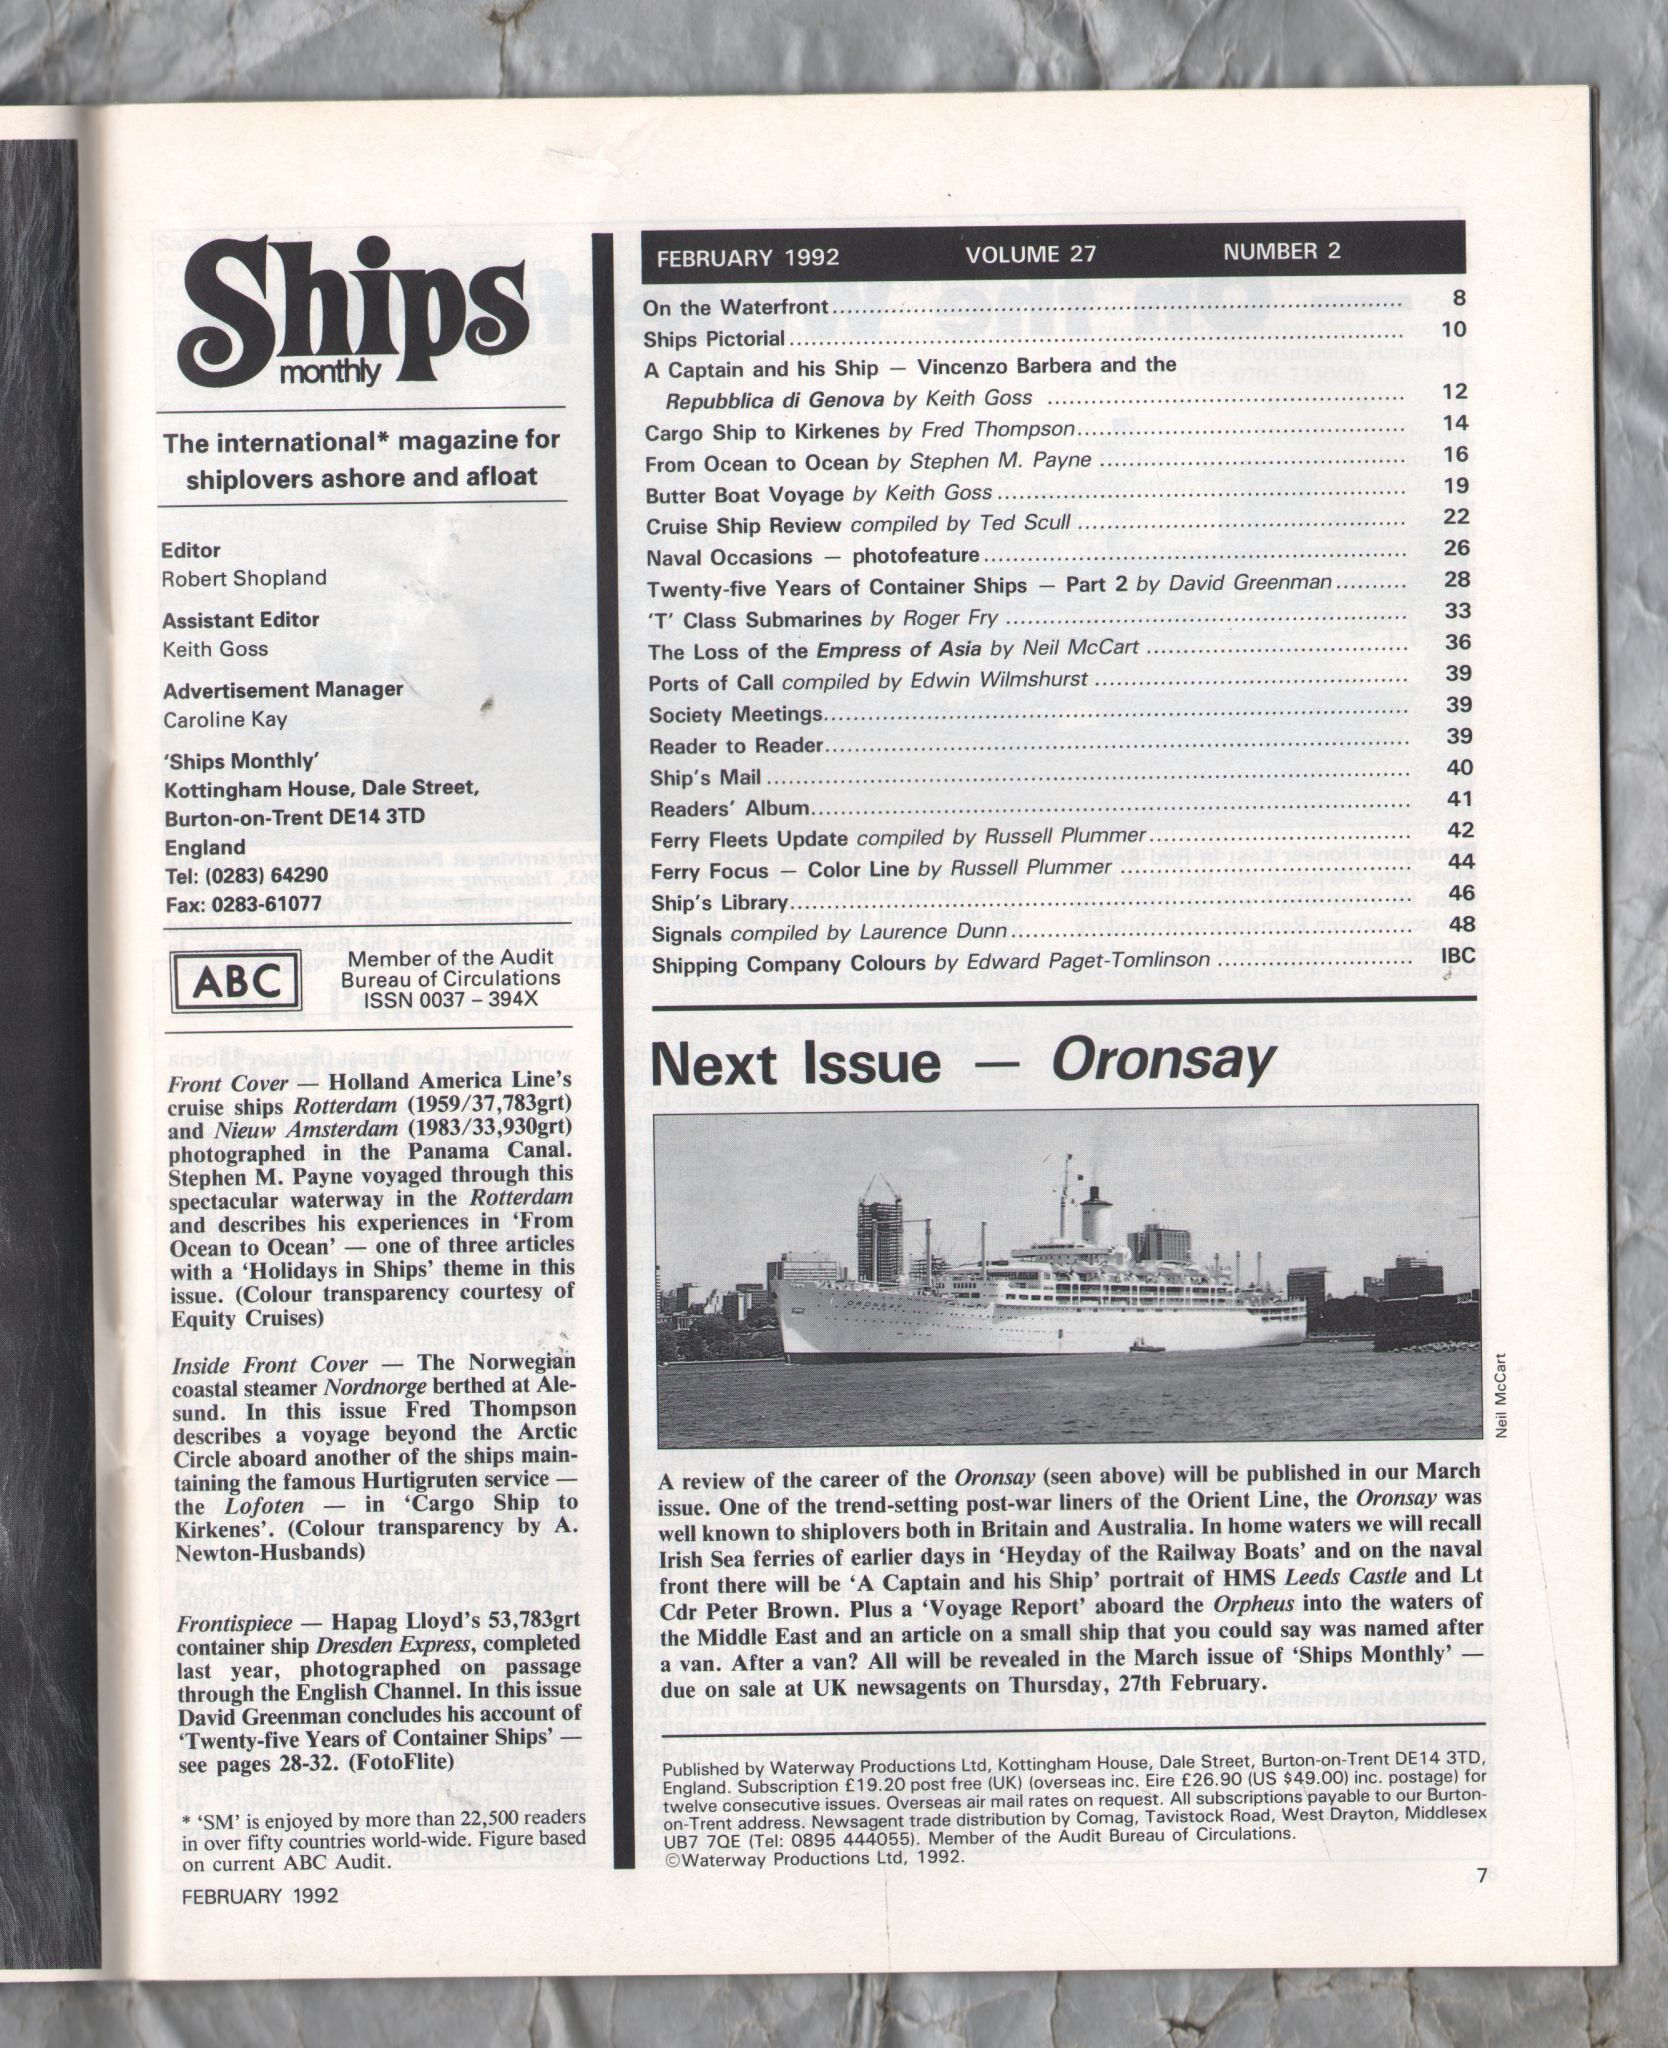 Ships
monthly
The international* magazine for
shiplovers ashore and afloat
Editor
Robert Shopland
Assistant Editor
Keith Goss
Advertisement Manager
Caroline Kay
‘Ships Monthly’
Kottingham House, Dale Street,
Burton-on-Trent DE14 3TD
England
Tel: (0283) 64290
Fax: 0283-61077
ABC
Member of the Audit
Bureau of Circulations
ISSN 0037 – 394X
Front Cover — Holland America Line’s
cruise ships Rotterdam (1959/37,783grt)
and Nieuw Amsterdam (1983/33,930grt)
photographed in the Panama Canal.
Stephen M. Payne voyaged through this
spectacular waterway in the Rotterdam
and describes his experiences in ‘From
Ocean to Ocean’ — one of three articles
with a ‘Holidays in Ships’ theme in this
issue. (Colour transparency courtesy of
Equity Cruises)
Inside Front Cover — The Norwegian
coastal steamer Nordnorge berthed at Ale-
sund. In this issue Fred Thompson
describes a voyage beyond the Arctic
Circle aboard another of the ships main-
taining the famous Hurtigruten service —
the Lofoten — in ‘Cargo Ship to
Kirkenes’. (Colour transparency by A.
Newton-Husbands)
Frontispiece — Hapag Lloyd’s 53,783grt
container ship Dresden Express, completed
last year, photographed on passage
through the English Channel. In this issue
David Greenman concludes his account of
‘Twenty-five Years of Container Ships’ —
see pages 28-32. (FotoFlite)
* ‘SM’ is enjoyed by more than 22,500 readers
in over fifty countries world-wide. Figure based
on current ABC Audit.
FEBRUARY 1992
FEBRUARY 1992 VOLUME 27 NUMBER 2
On the Waterfront 8
Ships Pictorial 10
A Captain and his Ship — Vincenzo Barbera and the
Repubblica di Genova by Keith Goss 12
Cargo Ship to Kirkenes by Fred Thompson 14
From Ocean to Ocean by Stephen M. Payne 16
Butter Boat Voyage by Keith Goss 19
Cruise Ship Review compiled by Ted Scull 22
Naval Occasions — photofeature 26
Twenty-five Years of Container Ships — Part 2 by David Greenman 28
‘T’ Class Submarines by Roger Fry 33
The Loss of the Empress of Asia by Neil McCart 36
Ports of Call compiled by Edwin Wilmshurst 39
Society Meetings 39
Reader to Reader 39
Ship’s Mail 40
Readers’ Album 41
Ferry Fleets Update compiled by Russell Plummer 42
Ferry Focus — Color Line by Russell Plummer 44
Ship’s Library 46
Signals compiled by Laurence Dunn 48
Shipping Company Colours by Edward Paget-Tomlinson IBC
Next Issue — Oronsay
ORONSAY
Neil McCart
A review of the career of the Oronsay (seen above) will be published in our March
issue. One of the trend-setting post-war liners of the Orient Line, the Oronsay was
well known to shiplovers both in Britain and Australia. In home waters we will recall
Irish Sea ferries of earlier days in ‘Heyday of the Railway Boats’ and on the naval
front there will be ‘A Captain and his Ship’ portrait of HMS Leeds Castle and Lt
Cdr Peter Brown. Plus a ‘Voyage Report’ aboard the Orpheus into the waters of
the Middle East and an article on a small ship that you could say was named after
a van. After a van? All will be revealed in the March issue of ‘Ships Monthly’ —
due on sale at UK newsagents on Thursday, 27th February.
Published by Waterway Productions Ltd, Kottingham House, Dale Street, Burton-on-Trent DE14 3TD,
England. Subscription £19.20 post free (UK) (overseas inc. Eire £26.90 (US $49.00) inc. postage) for
twelve consecutive issues. Overseas air mail rates on request. All subscriptions payable to our Burton-
on-Trent address. Newsagent trade distribution by Comag, Tavistock Road, West Drayton, Middlesex
UB7 7QE (Tel: 0895 444055). Member of the Audit Bureau of Circulations.
©Waterway Productions Ltd, 1992.
7